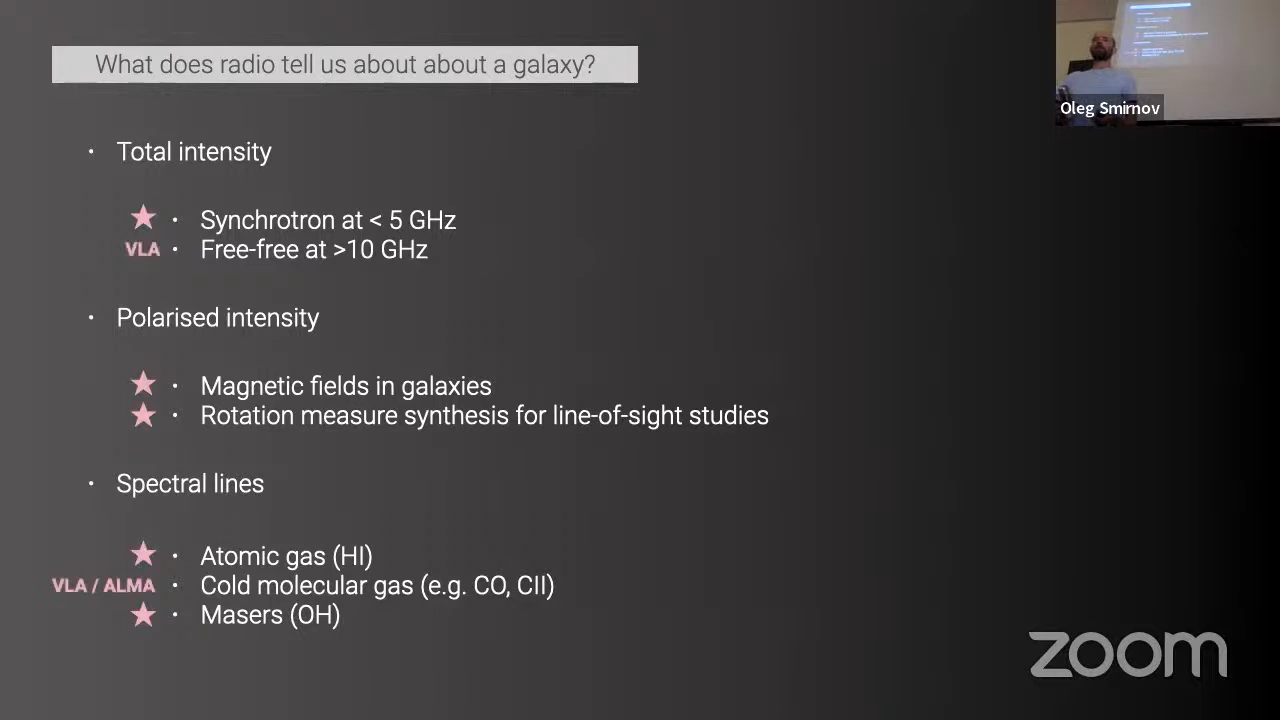 What does radio tell us about about a galaxy?
Oleg Smirnov
· Total intensity
★ · Synchrotron at < 5 GHz
VLA · Free-free at >10 GHz
· Polarised intensity
★ · Magnetic fields in galaxies
★ · Rotation measure synthesis for line-of-sight studies
· Spectral lines
★ · Atomic gas (HI)
VLA / ALMA · Cold molecular gas (e.g. CO, CII)
★ · Masers (OH)
zoom